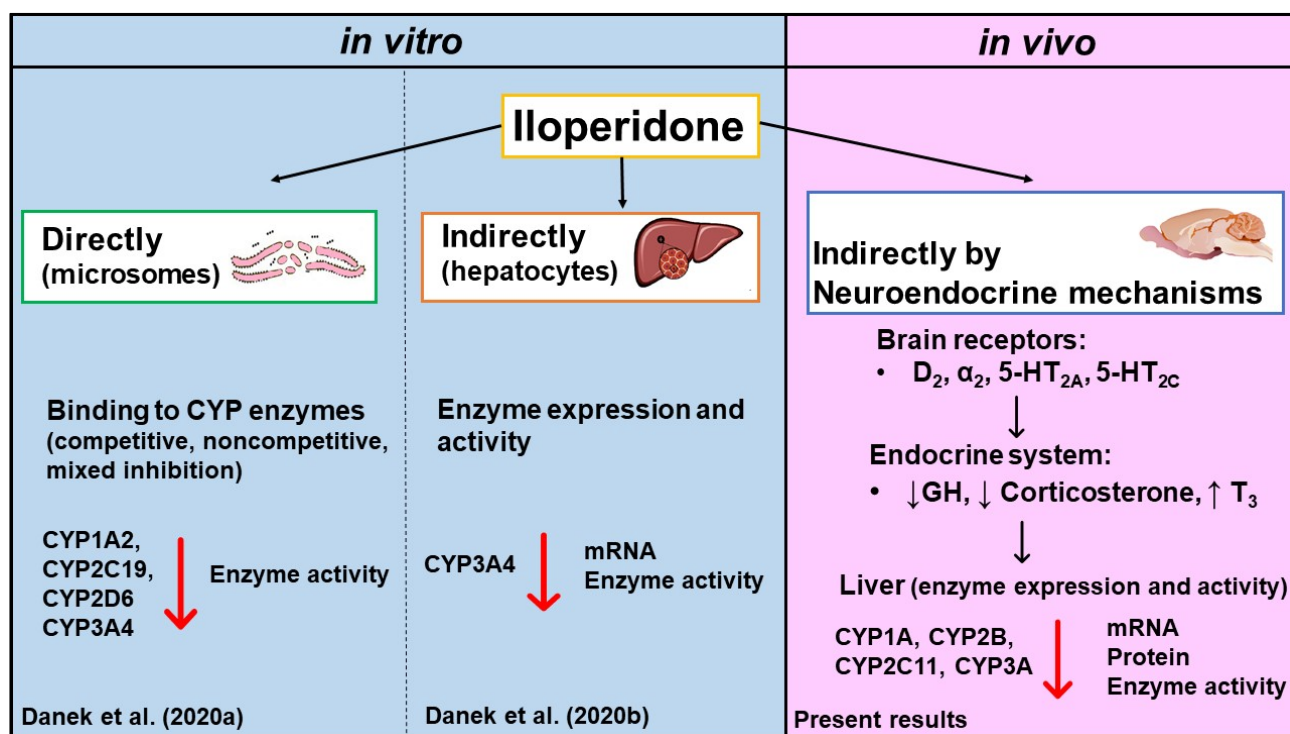 in vitro
in vivo
Iloperidone
Directly
(microsomes)
Indirectly
(hepatocytes)
Indirectly by
Neuroendocrine mechanisms
Binding to CYP enzymes
(competitive, noncompetitive,
mixed inhibition)
CYP1A2,
CYP2C19,
CYP2D6
CYP3A4
Enzyme activity
Danek et al. (2020a)
Enzyme expression and
activity
CYP3A4
mRNA
Enzyme activity
Danek et al. (2020b)
Brain receptors:
• D₂, α₂, 5-HT₂A, 5-HT₂C
Endocrine system:
• ↓GH, ↓ Corticosterone, ↑ T₃
Liver (enzyme expression and activity)
CYP1A, CYP2B,
CYP2C11, CYP3A
mRNA
Protein
Enzyme activity
Present results